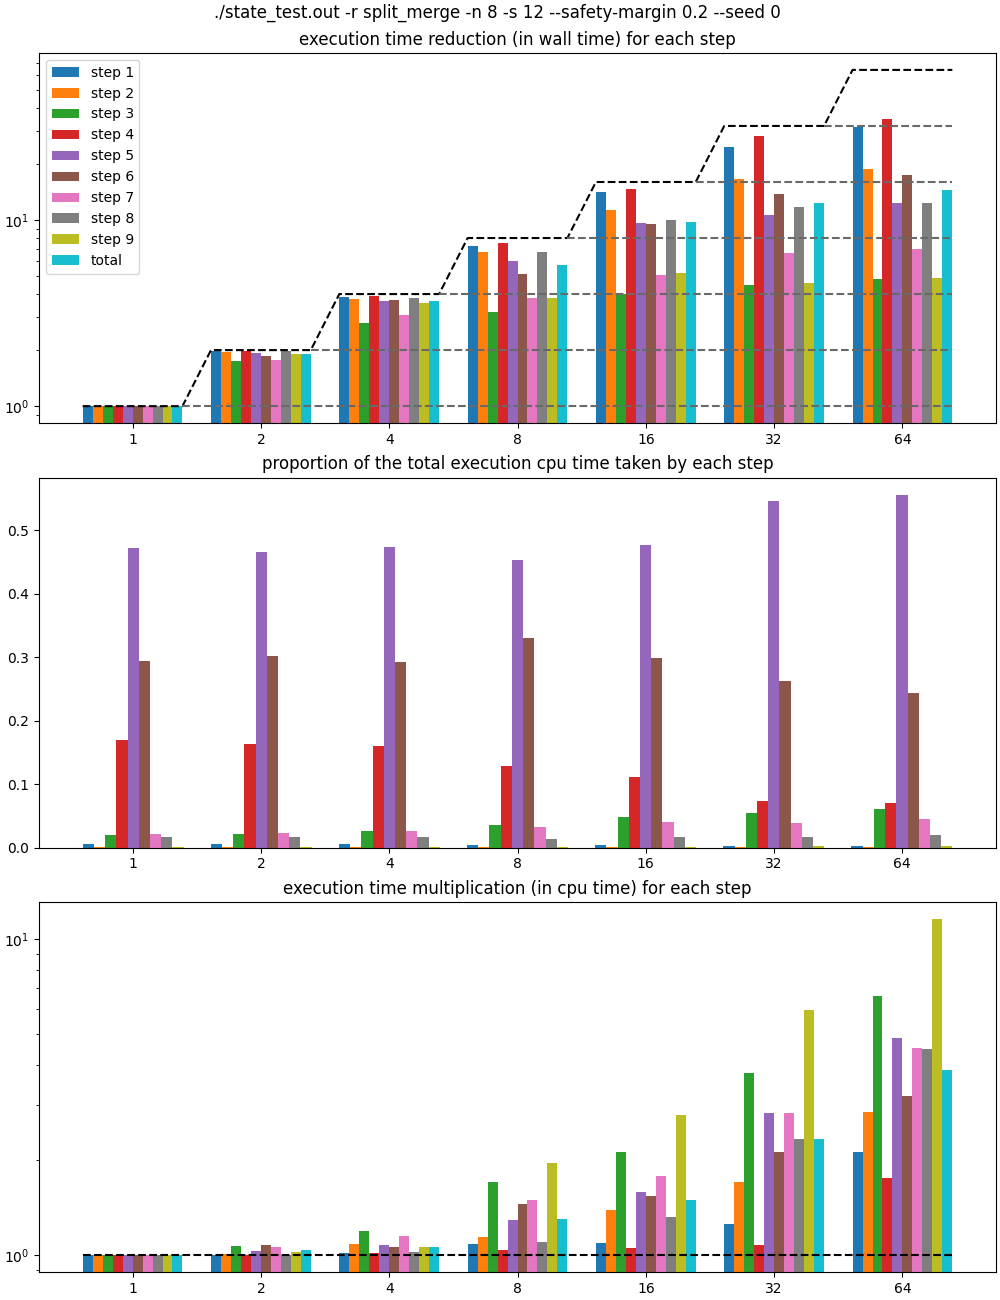 ./state_test.out -r split_merge -n 8 -s 12 --safety-margin 0.2 --seed 0
execution time reduction (in wall time) for each step
step 1
step 2
step 3
step 4
step 5
step 6
step 7
step 8
step 9
total
10¹
10⁰
1 2 4 8 16 32 64
proportion of the total execution cpu time taken by each step
0.5
0.4
0.3
0.2
0.1
0.0
1 2 4 8 16 32 64
execution time multiplication (in cpu time) for each step
10¹
10⁰
1 2 4 8 16 32 64